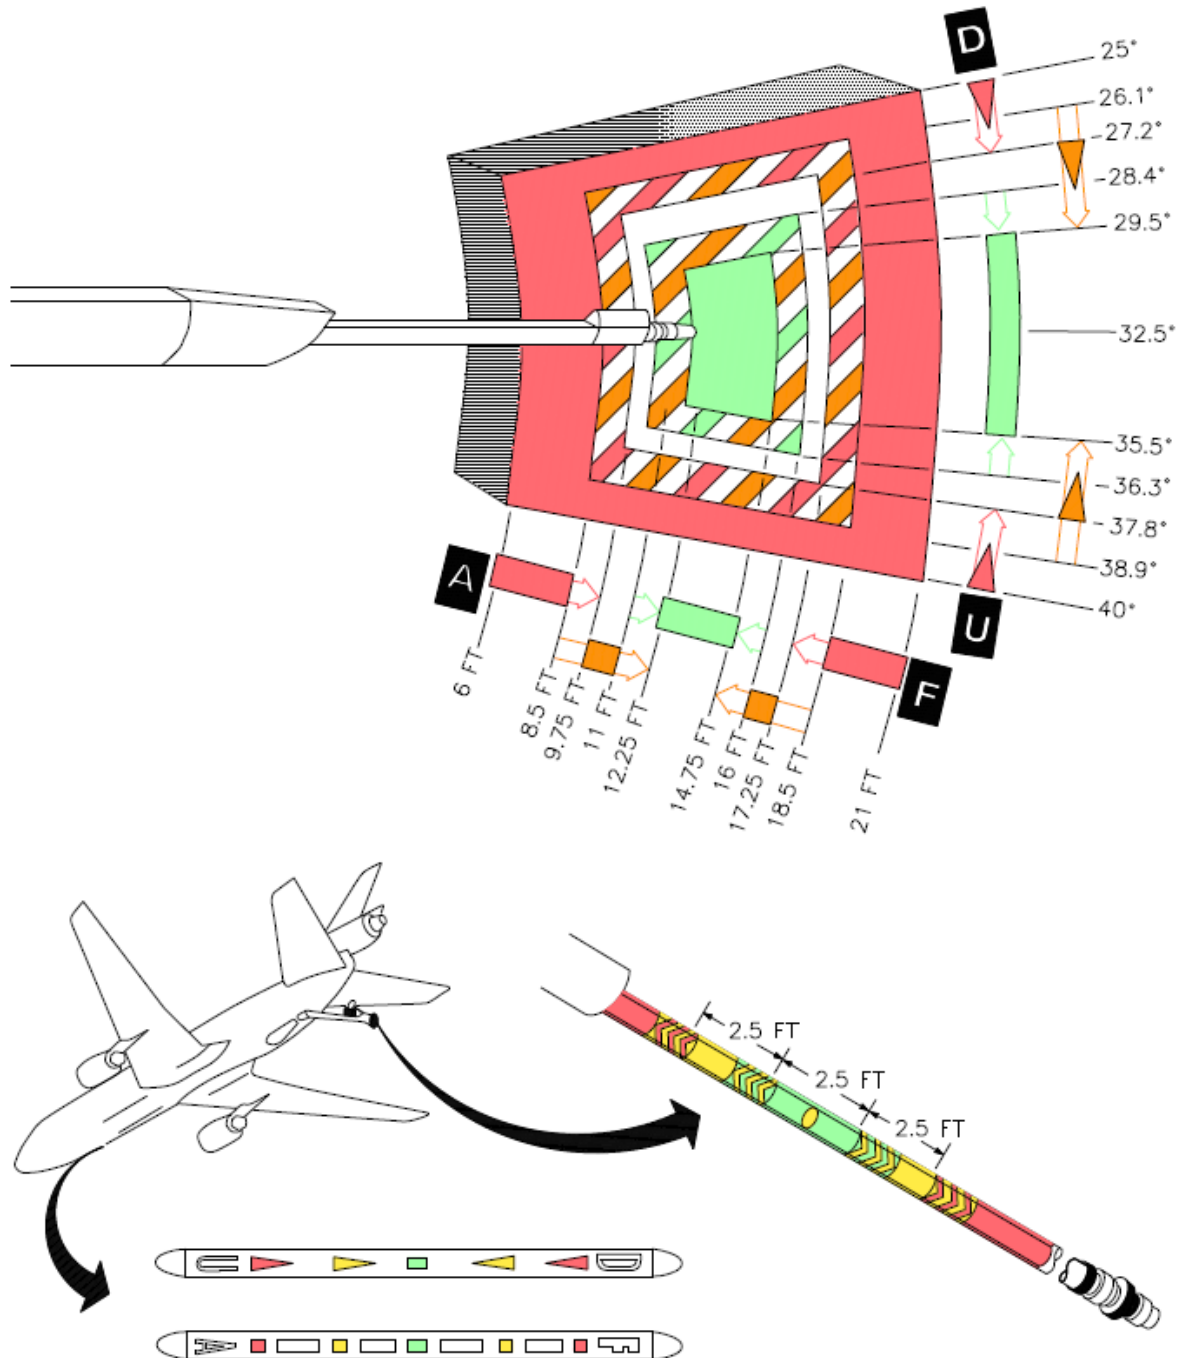 D
25°
26.1°
27.2°
28.4°
29.5°
32.5°
35.5°
36.3°
37.8°
38.9°
40°
U
A
F
6 FT
8.5 FT
9.75 FT
11 FT
12.25 FT
14.75 FT
16 FT
17.25 FT
18.5 FT
21 FT
2.5 FT
2.5 FT
2.5 FT
U
D
A
F